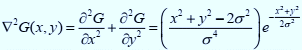 ∇²G(x, y) = ∂²G/∂x² + ∂²G/∂y² = ((x² + y² − 2σ²)/σ⁴) e^(−(x²+y²)/2σ²)